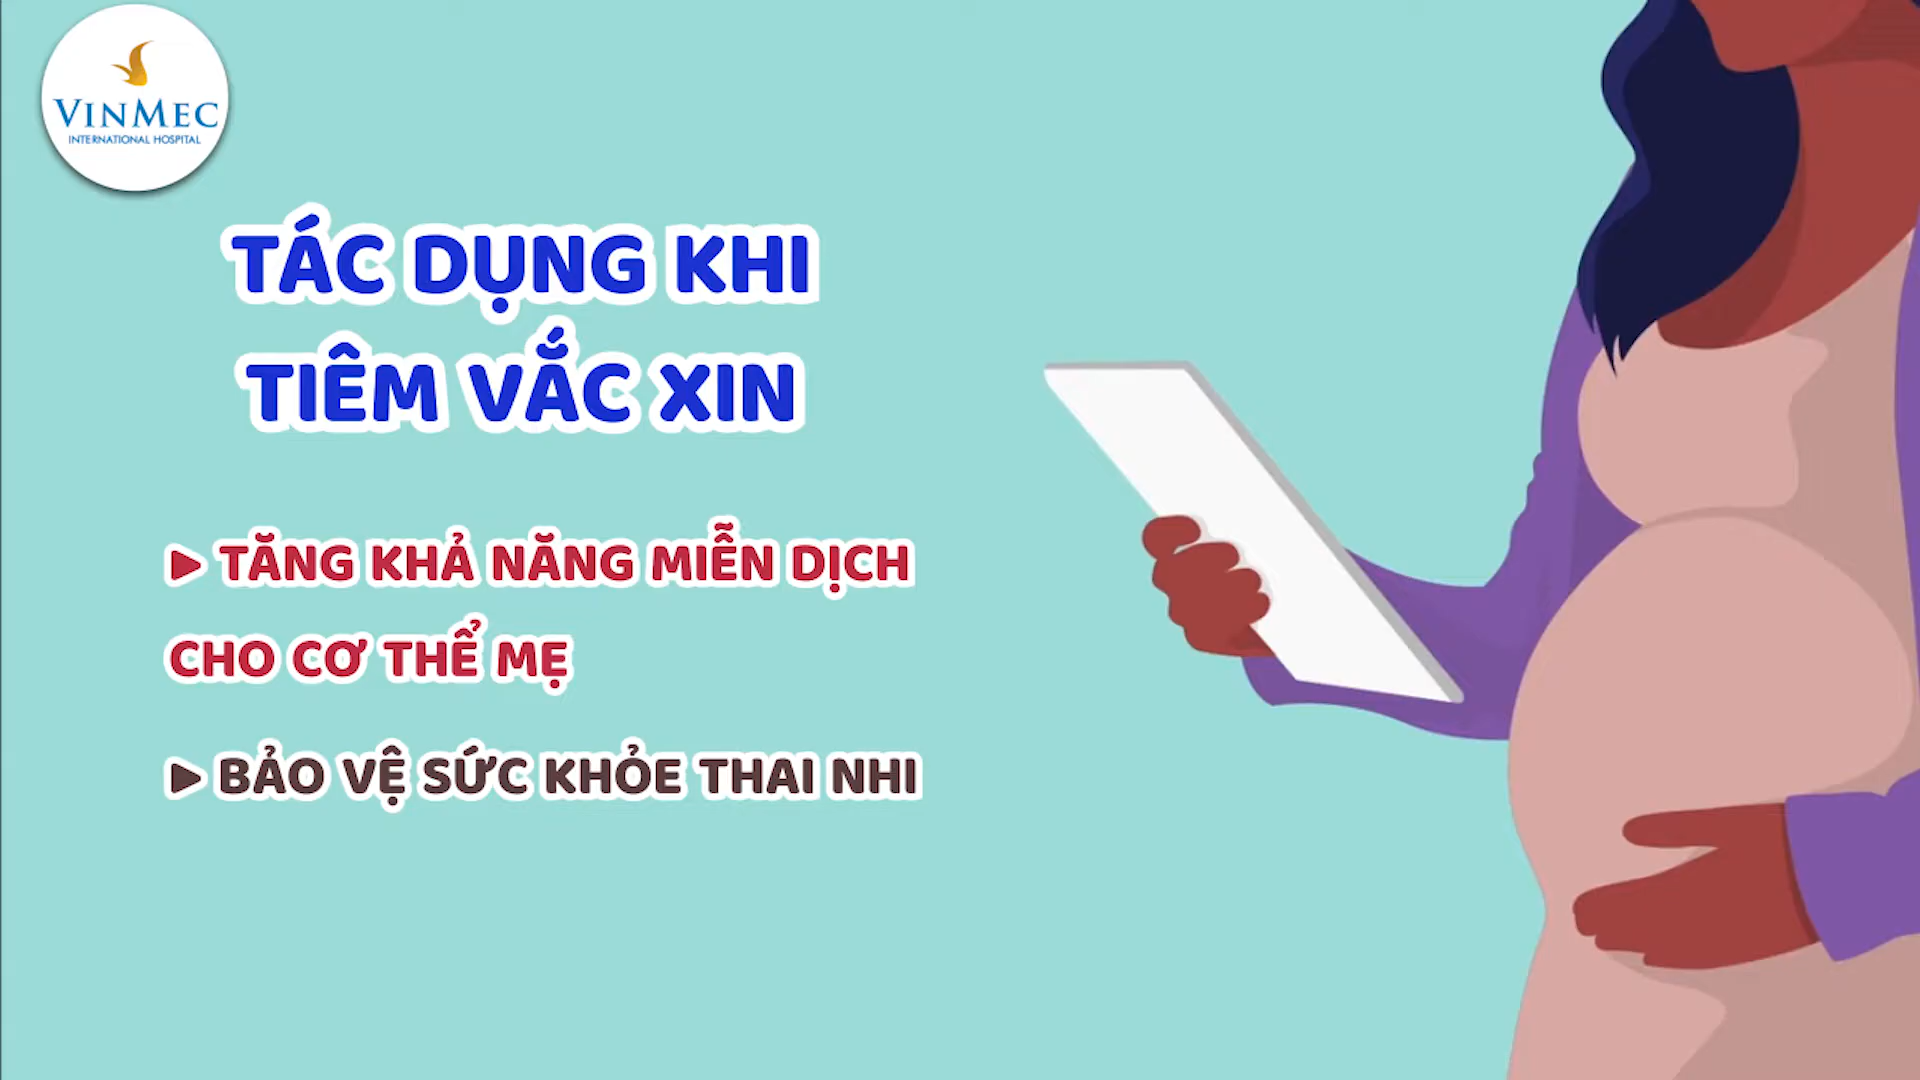 VINMEC
INTERNATIONAL HOSPITAL
TÁC DỤNG KHI
TIÊM VẮC XIN
▶ TĂNG KHẢ NĂNG MIỄN DỊCH
CHO CƠ THỂ MẸ
▶ BẢO VỆ SỨC KHỎE THAI NHI